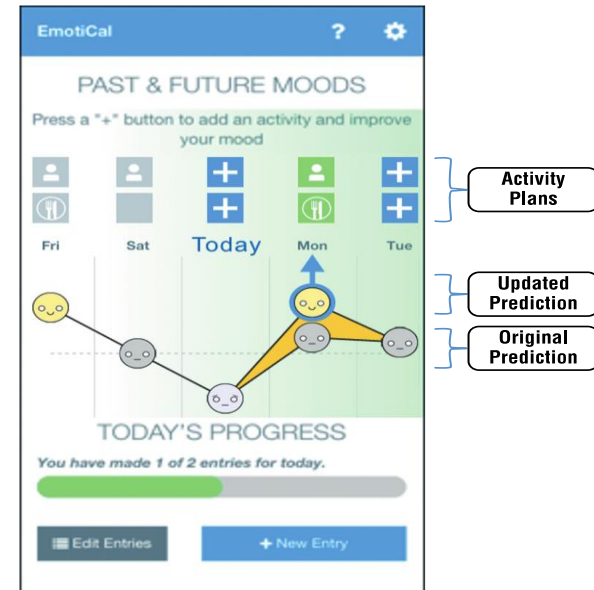 EmotiCal ?
PAST & FUTURE MOODS
Press a "+" button to add an activity and improve
your mood
Fri Sat Today Mon Tue
Activity
Plans
Updated
Prediction
Original
Prediction
TODAY'S PROGRESS
You have made 1 of 2 entries for today.
Edit Entries + New Entry